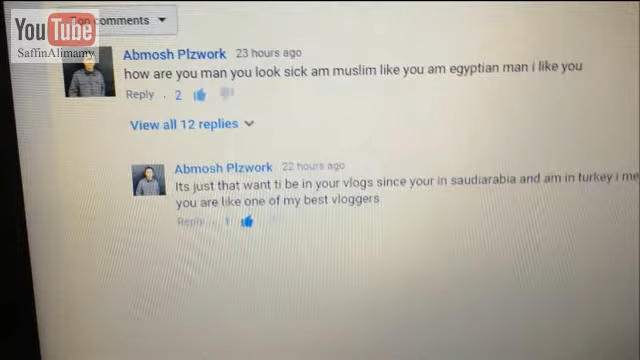 YouTube
SaffinAlimamy
Top comments
Abmosh Plzwork 23 hours ago
how are you man you look sick am muslim like you am egyptian man i like you
Reply . 2
View all 12 replies
Abmosh Plzwork 22 hours ago
Its just that want ti be in your vlogs since your in saudiarabia and am in turkey i me
you are like one of my best vloggers
Reply . 1